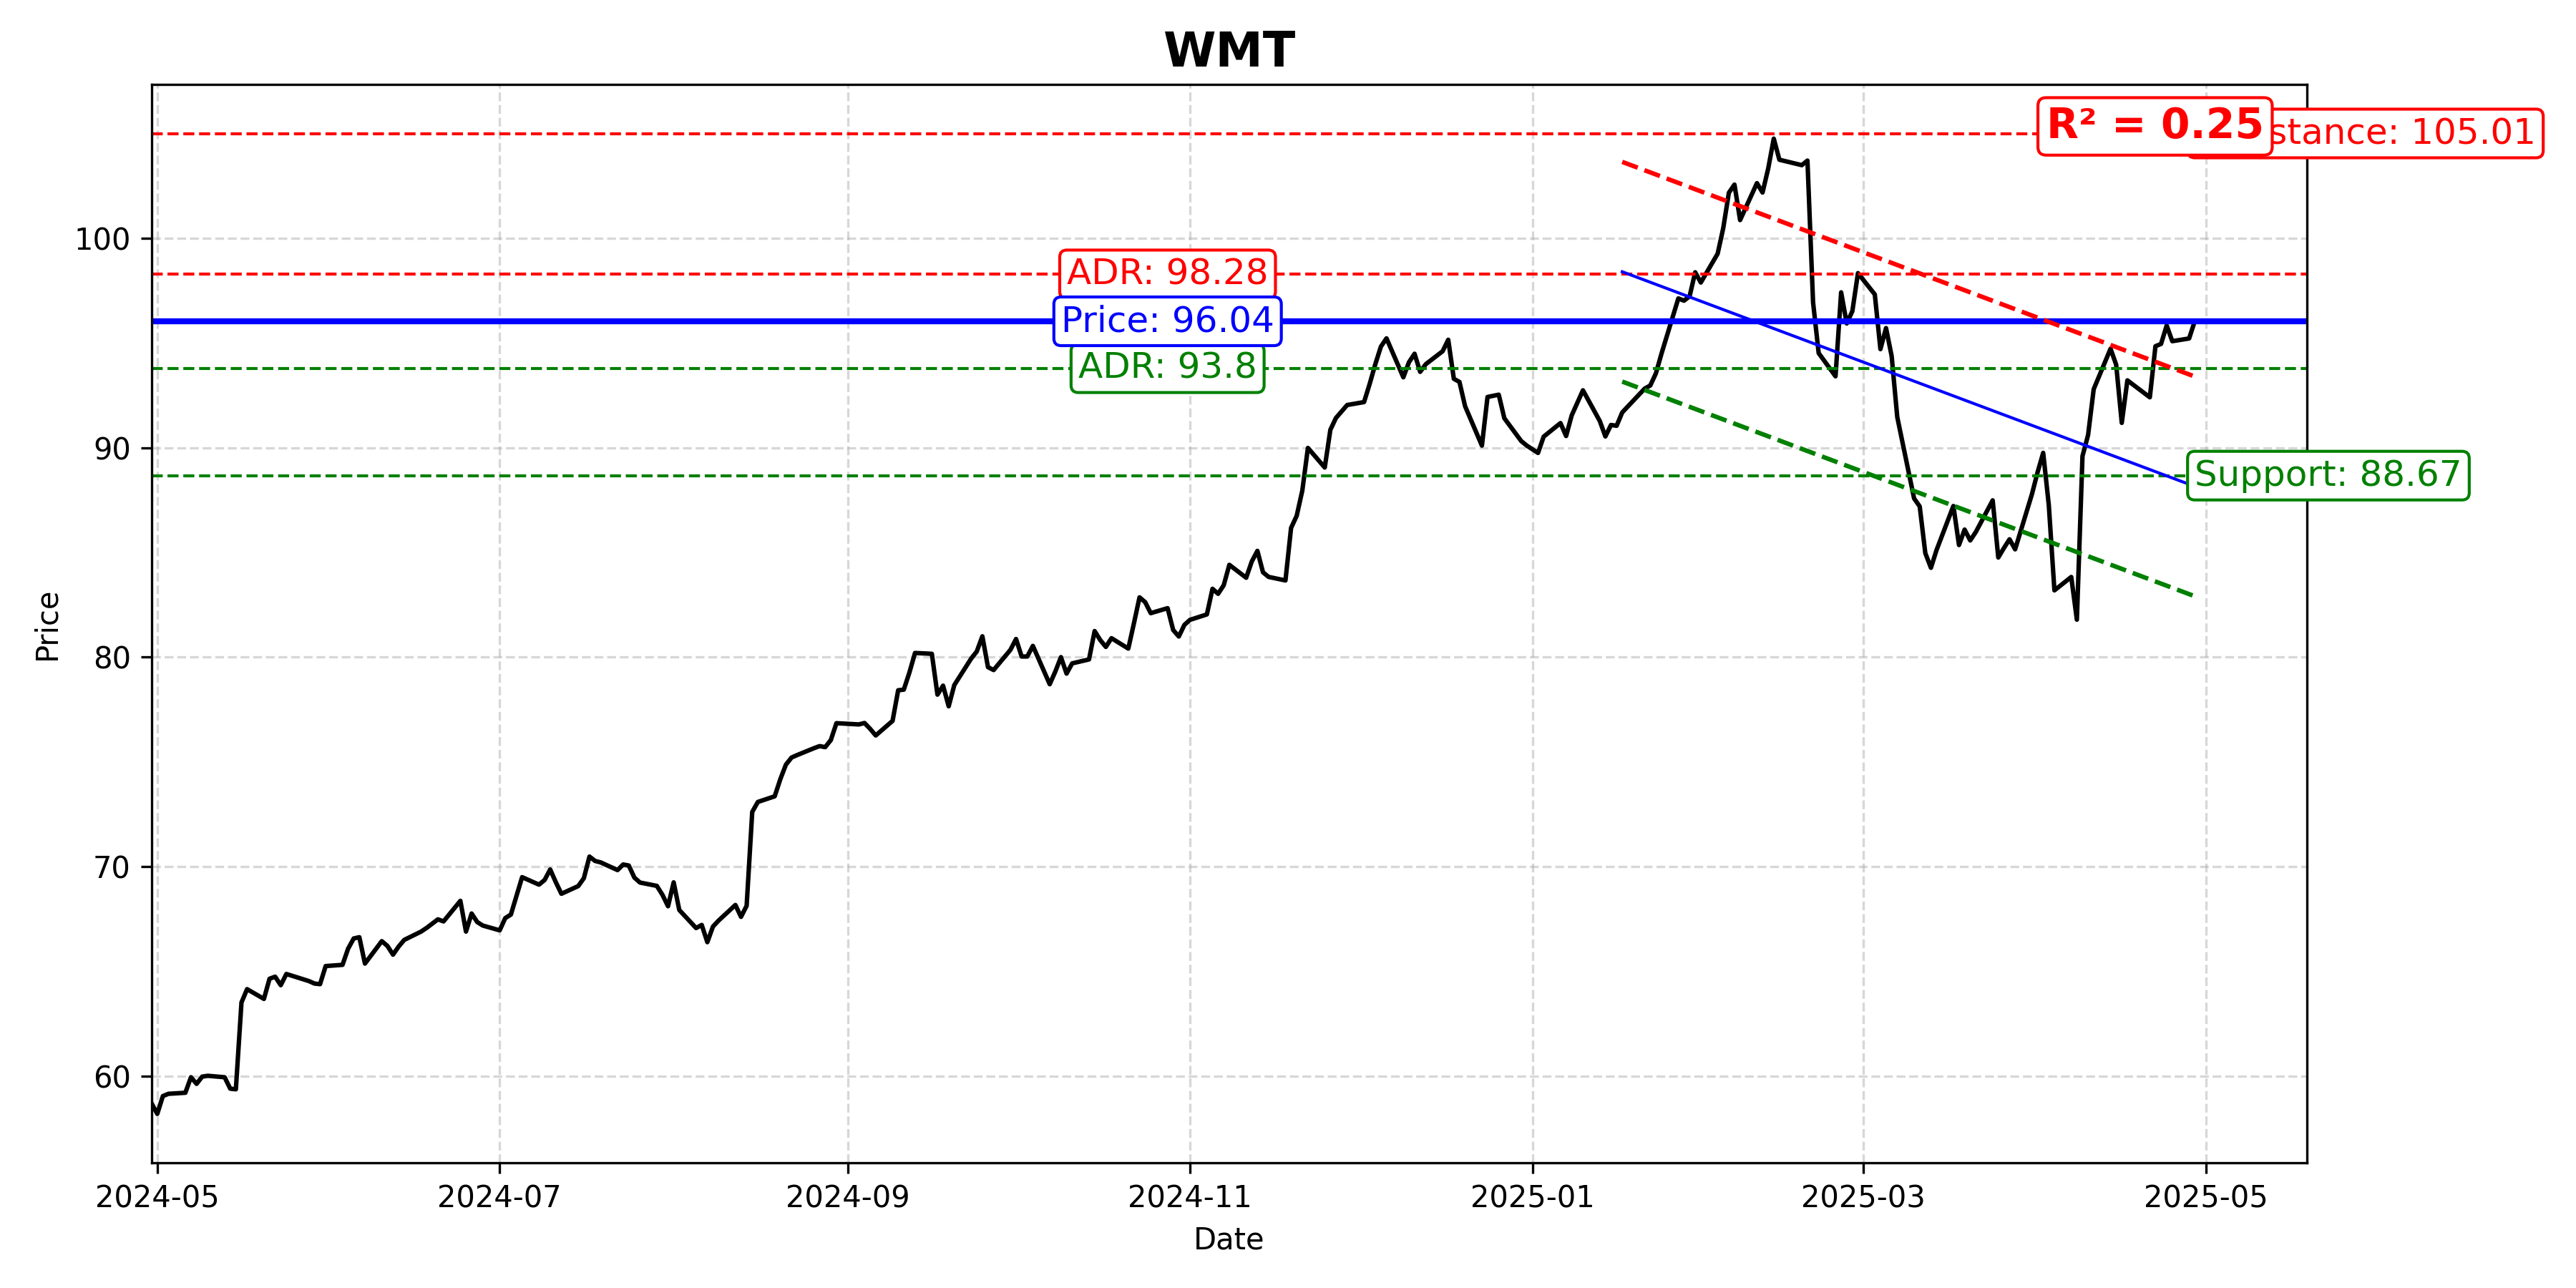 WMT
R² = 0.25
stance: 105.01
ADR: 98.28
Price: 96.04
ADR: 93.8
Support: 88.67
100
90
80
70
60
Price
2024-05
2024-07
2024-09
2024-11
2025-01
2025-03
2025-05
Date